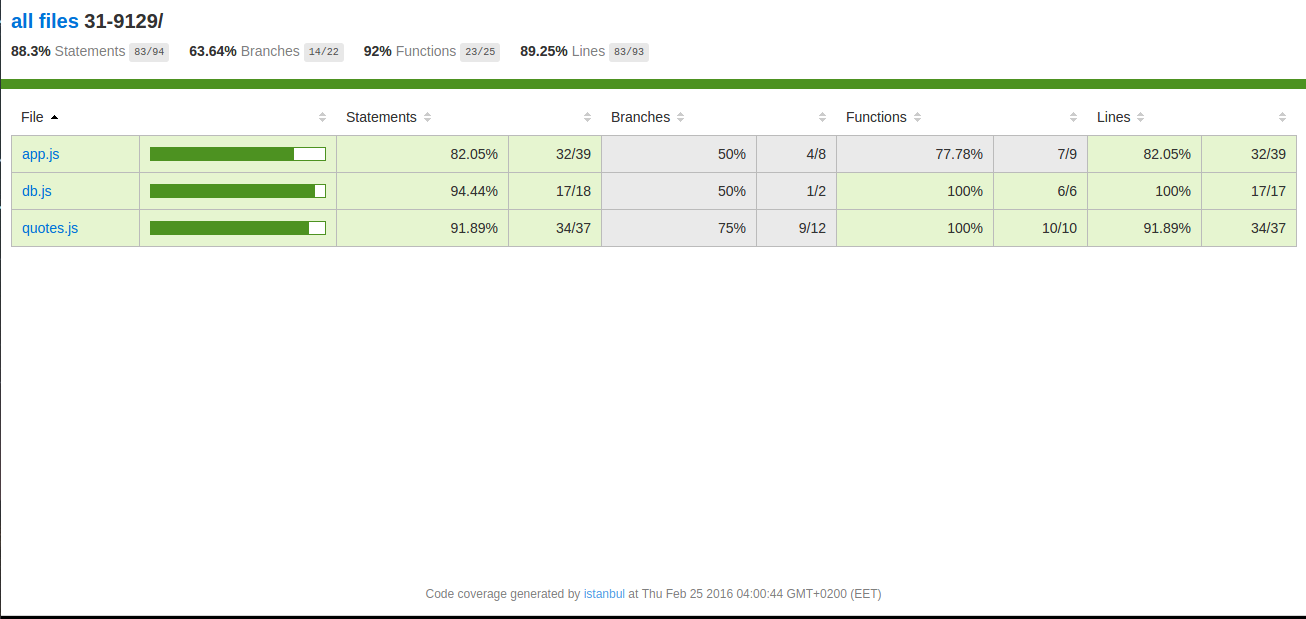 all files 31-9129/
88.3% Statements 83/94 63.64% Branches 14/22 92% Functions 23/25 89.25% Lines 83/93
File Statements Branches Functions Lines
app.js 82.05% 32/39 50% 4/8 77.78% 7/9 82.05% 32/39
db.js 94.44% 17/18 50% 1/2 100% 6/6 100% 17/17
quotes.js 91.89% 34/37 75% 9/12 100% 10/10 91.89% 34/37
Code coverage generated by istanbul at Thu Feb 25 2016 04:00:44 GMT+0200 (EET)